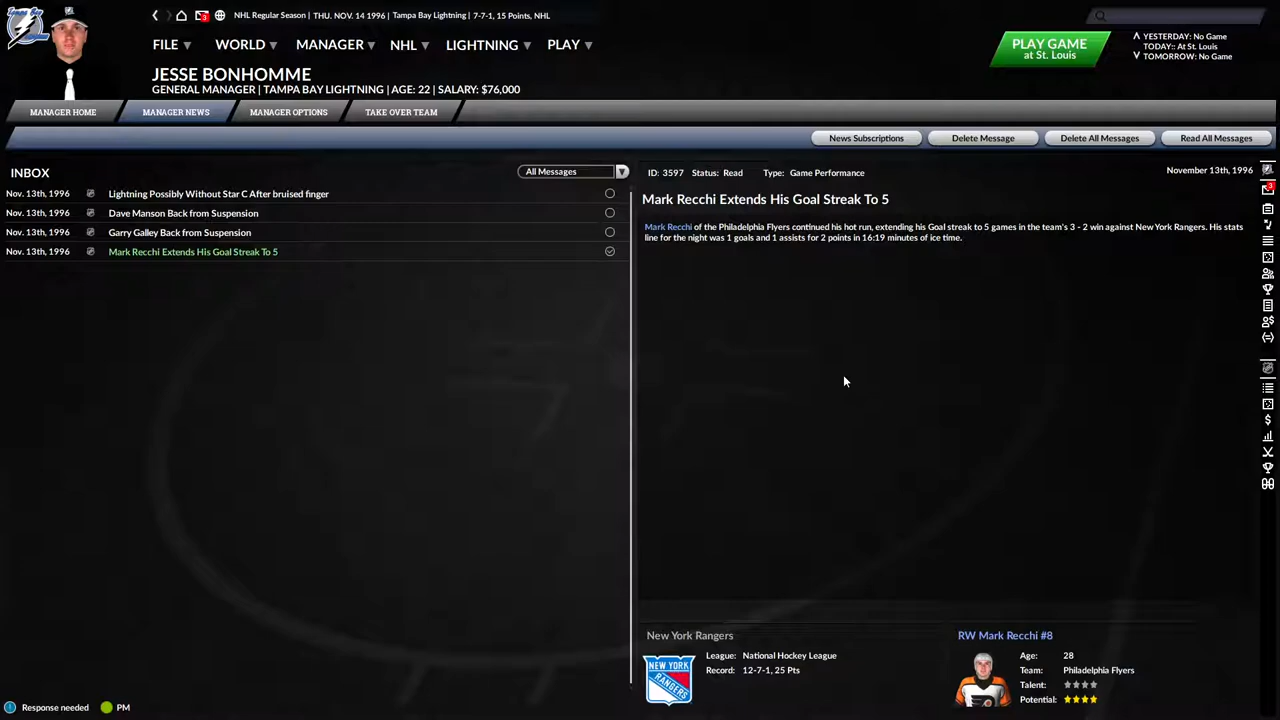 NHL Regular Season | THU. NOV. 14 1996 | Tampa Bay Lightning | 7-7-1, 15 Points, NHL
3
FILE WORLD MANAGER NHL LIGHTNING PLAY
PLAY GAME
at St. Louis
YESTERDAY: No Game
TODAY:: At St. Louis
TOMORROW: No Game
JESSE BONHOMME
GENERAL MANAGER | TAMPA BAY LIGHTNING | AGE: 22 | SALARY: $76,000
MANAGER HOME MANAGER NEWS MANAGER OPTIONS TAKE OVER TEAM
News Subscriptions Delete Message Delete All Messages Read All Messages
INBOX All Messages
Nov. 13th, 1996 Lightning Possibly Without Star C After bruised finger
Nov. 13th, 1996 Dave Manson Back from Suspension
Nov. 13th, 1996 Garry Galley Back from Suspension
Nov. 13th, 1996 Mark Recchi Extends His Goal Streak To 5
ID: 3597 Status: Read Type: Game Performance November 13th, 1996
Mark Recchi Extends His Goal Streak To 5
Mark Recchi of the Philadelphia Flyers continued his hot run, extending his Goal streak to 5 games in the team's 3 - 2 win against New York Rangers. His stats
line for the night was 1 goals and 1 assists for 2 points in 16:19 minutes of ice time.
New York Rangers
League: National Hockey League
Record: 12-7-1, 25 Pts
NEW YORK
RANGERS
RW Mark Recchi #8
Age: 28
Team: Philadelphia Flyers
Talent:
Potential:
Response needed PM